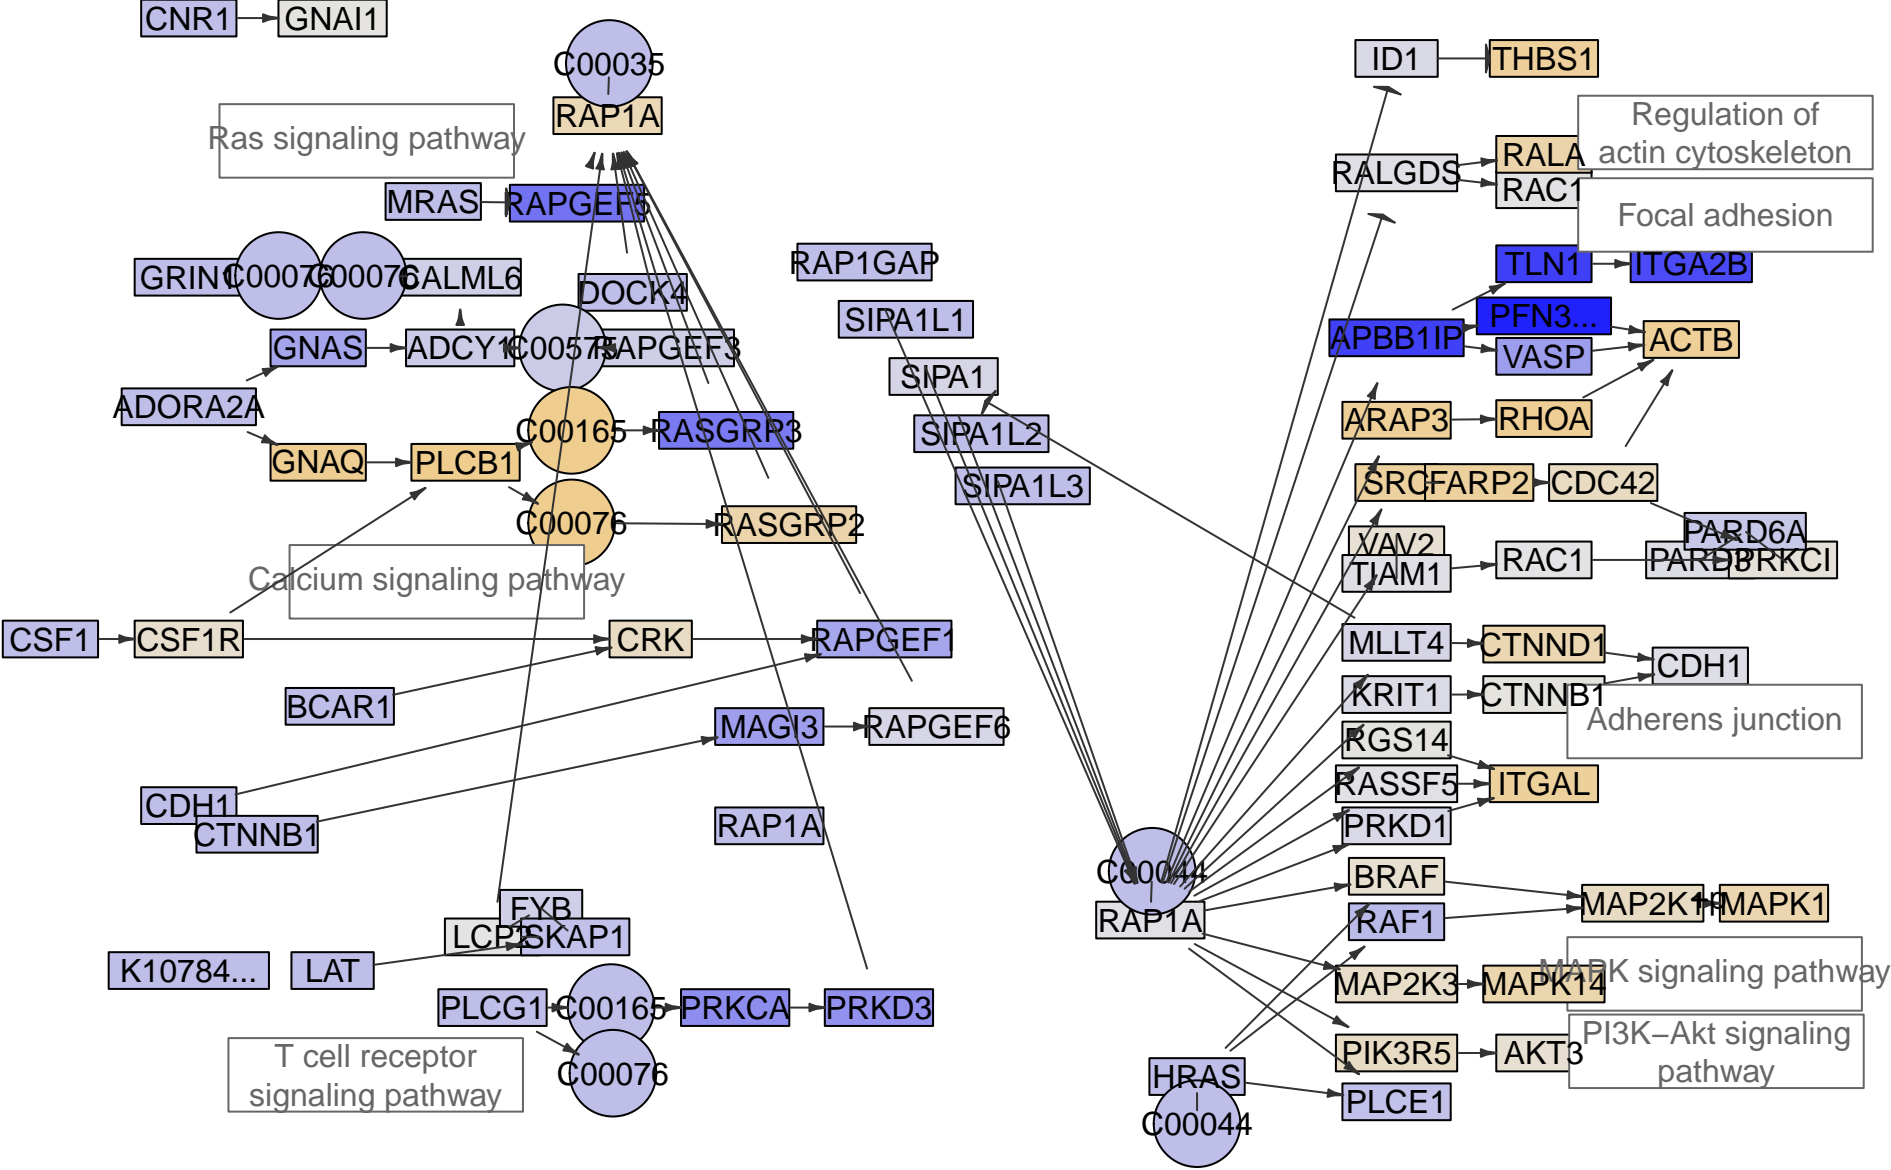 CNR1
GNAI1
C00035
RAP1A
Ras signaling pathway
MRAS
RAPGEF5
GRIN1
C00076
C00076
CALML6
DOCK4
GNAS
ADCY1
C00575
RAPGEF3
ADORA2A
C00165
RASGRP3
GNAQ
PLCB1
C00076
RASGRP2
Calcium signaling pathway
CSF1
CSF1R
CRK
RAPGEF1
BCAR1
MAGI3
RAPGEF6
CDH1
CTNNB1
RAP1A
FYB
LCP2
SKAP1
K10784...
LAT
PLCG1
C00165
PRKCA
PRKD3
C00076
T cell receptor
signaling pathway
RAP1GAP
SIPA1L1
SIPA1
SIPA1L2
SIPA1L3
C00044
RAP1A
HRAS
C00044
ID1
THBS1
Regulation of
actin cytoskeleton
RALGDS
RALA
RAC1
Focal adhesion
TLN1
ITGA2B
APBB1IP
PFN3...
VASP
ACTB
ARAP3
RHOA
SRC
FARP2
CDC42
VAV2
TIAM1
RAC1
PARD6A
PARD3
PRKCI
MLLT4
CTNND1
CDH1
KRIT1
CTNNB1
Adherens junction
RGS14
RASSF5
ITGAL
PRKD1
BRAF
RAF1
MAP2K1
+p
MAPK1
MAP2K3
MAPK14
MAPK signaling pathway
PIK3R5
AKT3
PI3K−Akt signaling
pathway
PLCE1